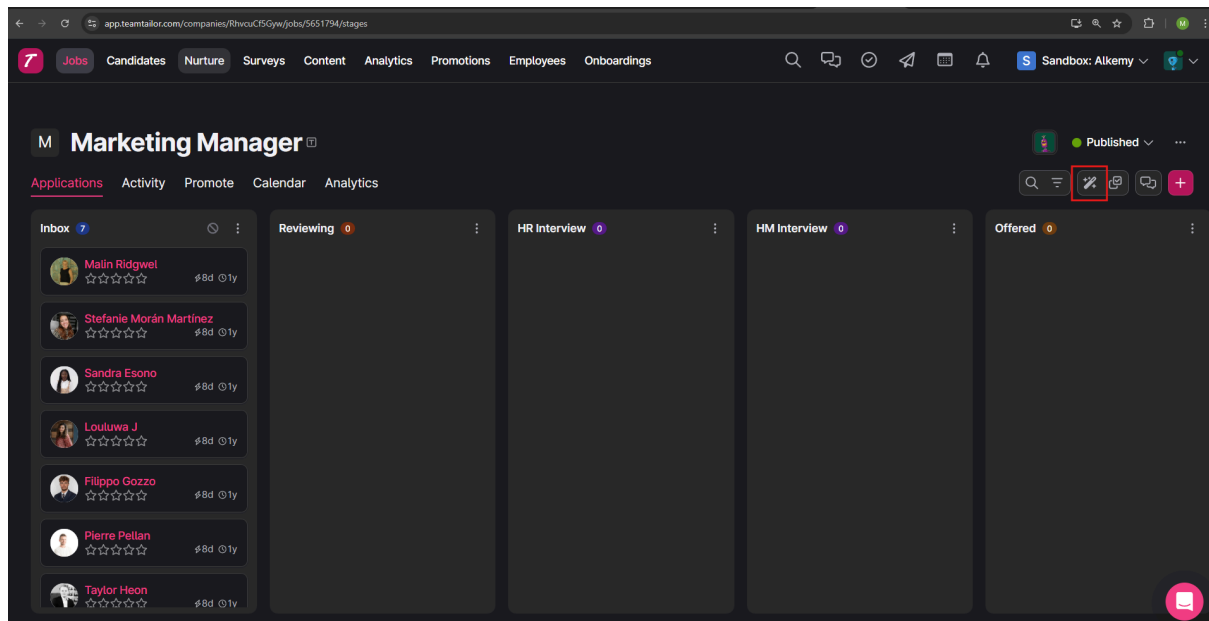 app.teamtailor.com/companies/RhvcuCf5Gyw/jobs/5651794/stages
M
Jobs Candidates Nurture Surveys Content Analytics Promotions Employees Onboardings
S Sandbox: Alkemy
M Marketing Manager
Published
Applications Activity Promote Calendar Analytics
Inbox 7
Reviewing 0
HR Interview 0
HM Interview 0
Offered 0
Malin Ridgwel
8d 1y
Stefanie Morán Martínez
8d 1y
Sandra Esono
8d 1y
Louluwa J
8d 1y
Filippo Gozzo
8d 1y
Pierre Pellan
8d 1y
Taylor Heon
8d 1y